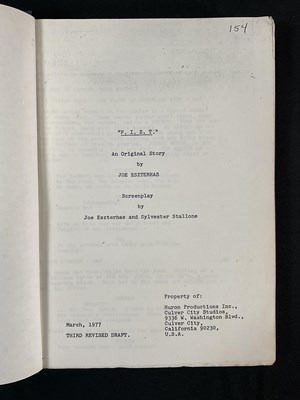 154
"F. I. S. T."
An Original Story
by
JOE ESZTERHAS
Screenplay
by
Joe Eszterhas and Sylvester Stallone
Property of:
Huron Productions Inc.,
Culver City Studios,
9336 W. Washington Blvd.,
Culver City,
California 90230,
U.S.A.
March, 1977
THIRD REVISED DRAFT.